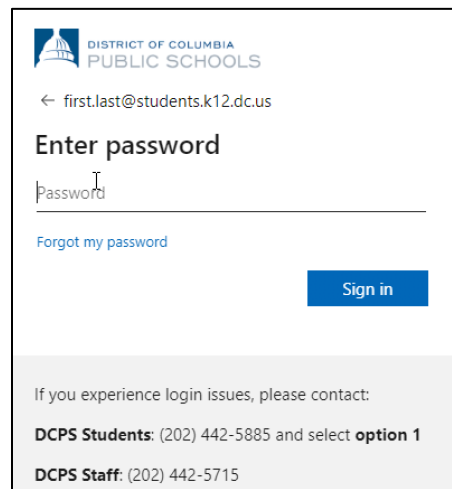 DISTRICT OF COLUMBIA
PUBLIC SCHOOLS
← first.last@students.k12.dc.us
Enter password
Password
Forgot my password
Sign in
If you experience login issues, please contact:
DCPS Students: (202) 442-5885 and select option 1
DCPS Staff: (202) 442-5715